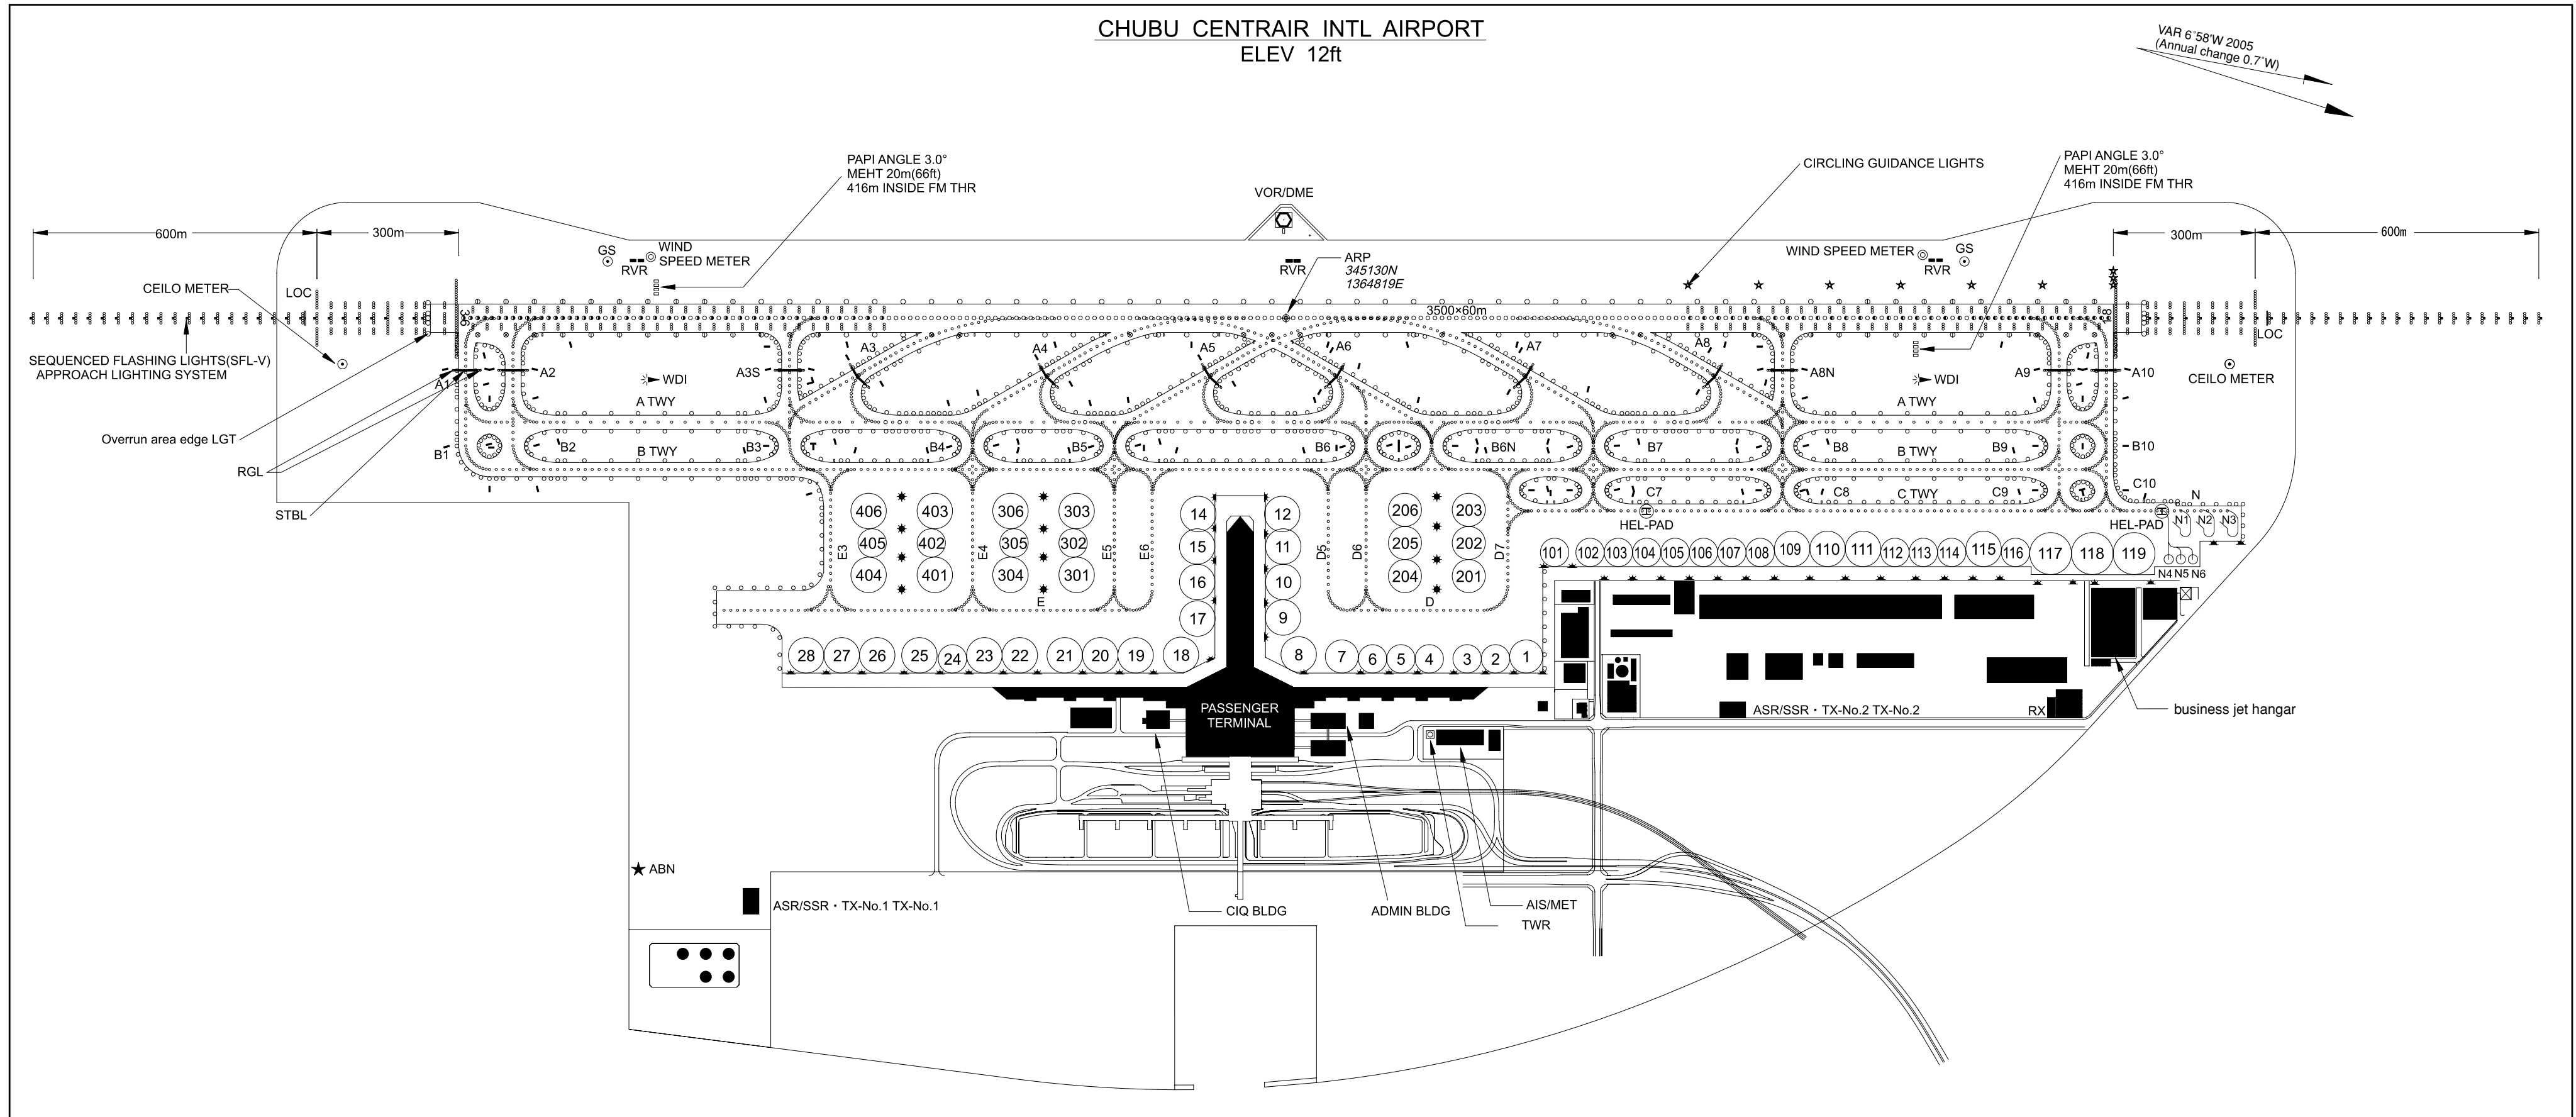 CHUBU CENTRAIR INTL AIRPORT
ELEV 12ft
VAR 6°58'W 2005
(Annual change 0.7°W)
PAPI ANGLE 3.0°
MEHT 20m(66ft)
416m INSIDE FM THR
CIRCLING GUIDANCE LIGHTS
PAPI ANGLE 3.0°
MEHT 20m(66ft)
416m INSIDE FM THR
VOR/DME
600m
300m
300m
600m
GS
WIND
SPEED METER
RVR
RVR
ARP
345130N
1364819E
WIND SPEED METER
GS
RVR
CEILO METER
LOC
36
3500×60m
18
LOC
SEQUENCED FLASHING LIGHTS(SFL-V)
APPROACH LIGHTING SYSTEM
A1
A2
WDI
A3S
A3
A4
A5
A6
A7
A8
A8N
WDI
A9
A10
CEILO METER
A TWY
A TWY
Overrun area edge LGT
B1
B2
B TWY
B3
B4
B5
B6
B6N
B7
B8
B TWY
B9
B10
RGL
STBL
C7
C8
C TWY
C9
C10
N
HEL-PAD
HEL-PAD
N1
N2
N3
N4
N5
N6
406
403
306
303
14
12
206
203
405
402
305
302
15
11
205
202
404
401
304
301
16
10
204
201
17
9
E3
E4
E5
E6
D5
D6
D7
E
D
H
H
101
102
103
104
105
106
107
108
109
110
111
112
113
114
115
116
117
118
119
28
27
26
25
24
23
22
21
20
19
18
8
7
6
5
4
3
2
1
PASSENGER
TERMINAL
ASR/SSR・TX-No.2 TX-No.2
RX
business jet hangar
ABN
ASR/SSR・TX-No.1 TX-No.1
CIQ BLDG
ADMIN BLDG
AIS/MET
TWR